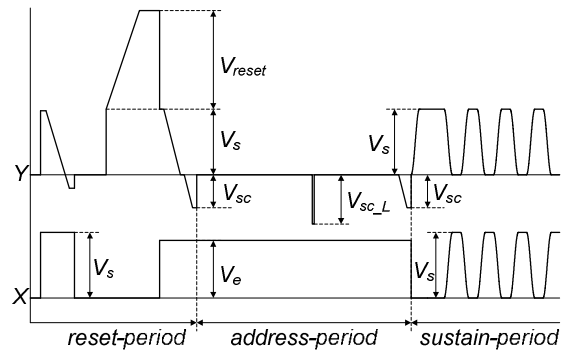 V_reset
V_s
V_s
Y
V_sc
V_sc_L
V_sc
V_s
V_e
V_s
X
reset-period
address-period
sustain-period